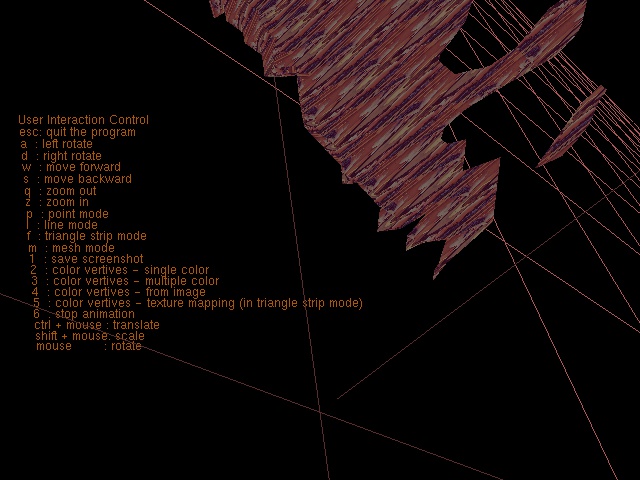 User Interaction Control
esc: quit the program
a : left rotate
d : right rotate
w : move forward
s : move backward
q : zoom out
z : zoom in
p : point mode
l : line mode
f : triangle strip mode
m : mesh mode
1 : save screenshot
2 : color vertives - single color
3 : color vertives - multiple color
4 : color vertives - from image
5 : color vertives - texture mapping (in triangle strip mode)
6 : stop animation
ctrl + mouse : translate
shift + mouse: scale
mouse : rotate